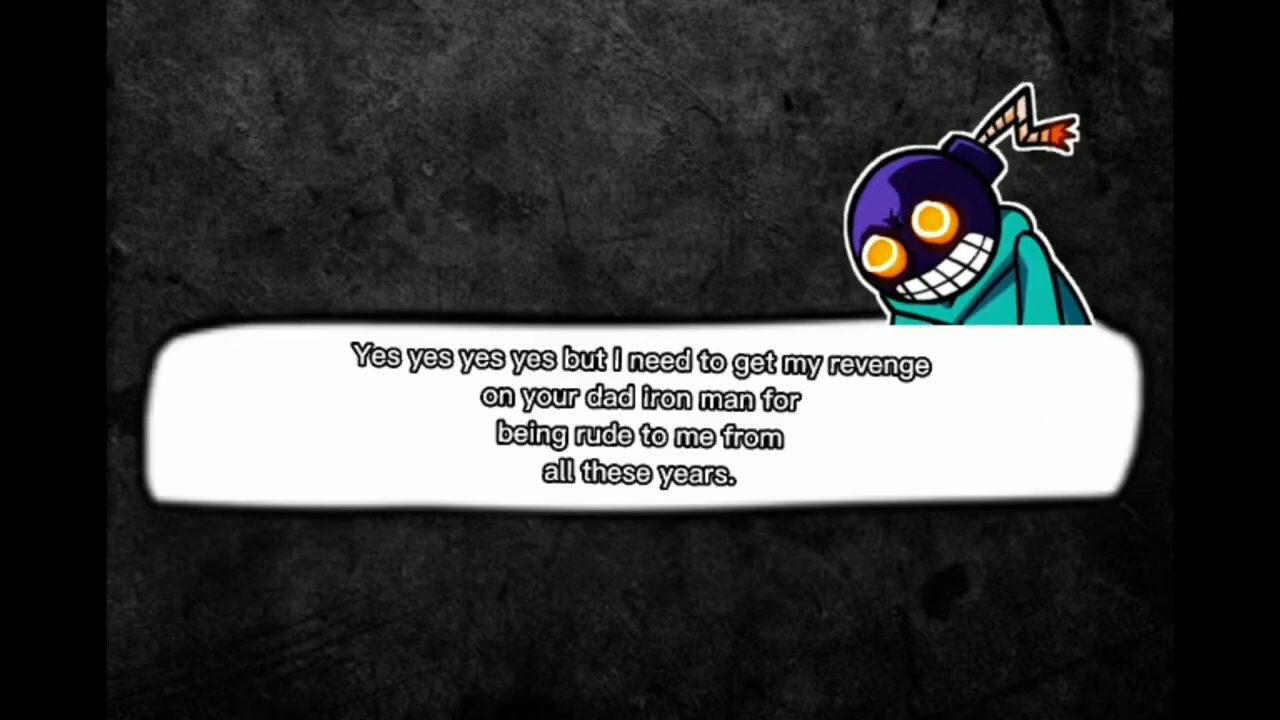 Yes yes yes yes but I need to get my revenge
on your dad iron man for
being rude to me from
all these years.